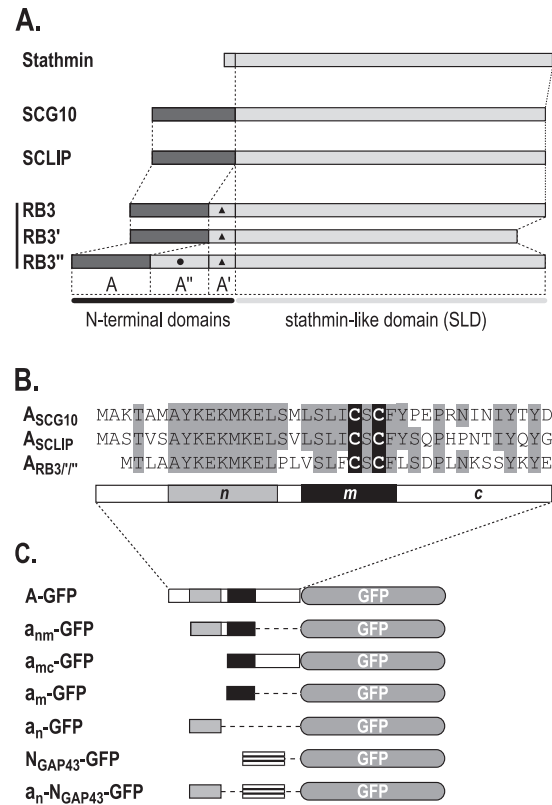 A.
Stathmin
SCG10
SCLIP
RB3
RB3'
RB3"
A A" A'
N-terminal domains stathmin-like domain (SLD)
B.
ASCG10 MAKTAMAYKEKMKELSMLSLICSCFYPEPRNINIYTYD
ASCLIP MASTVSAYKEKMKELSVLSLICSCFYSQPHPNTIYQYG
ARB3/'/" MTLAAYKEKMKELPLVSLFCSCFLSDPLNKSSYKYE
n m c
C.
A-GFP GFP
anm-GFP GFP
amc-GFP GFP
am-GFP GFP
an-GFP GFP
NGAP43-GFP GFP
an-NGAP43-GFP GFP